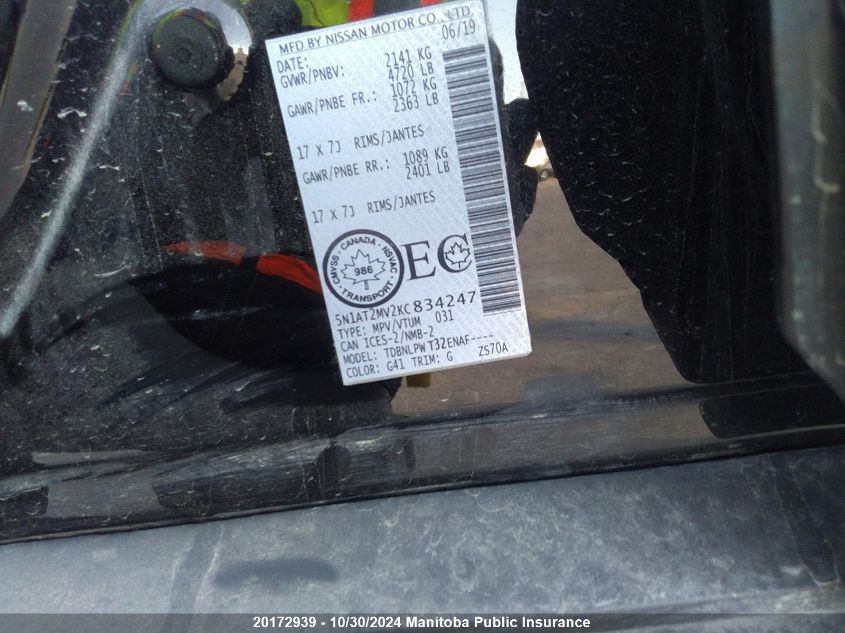 MFD BY NISSAN MOTOR CO., LTD.
DATE: 06/19
GVWR/PNBV: 2141 KG
4720 LB
GAWR/PNBE FR.: 1072 KG
2363 LB
17 X 7J RIMS/JANTES
GAWR/PNBE RR.: 1089 KG
2401 LB
17 X 7J RIMS/JANTES
CMVSS · CANADA · NSVAC · TRANSPORT
986
EC
5N1AT2MV2KC834247
TYPE: MPV/VTUM 031
CAN ICES-2/NMB-2
MODEL: TDBNLPW T32ENAF----
COLOR: G41 TRIM: G ZS70A
20172939 - 10/30/2024 Manitoba Public Insurance